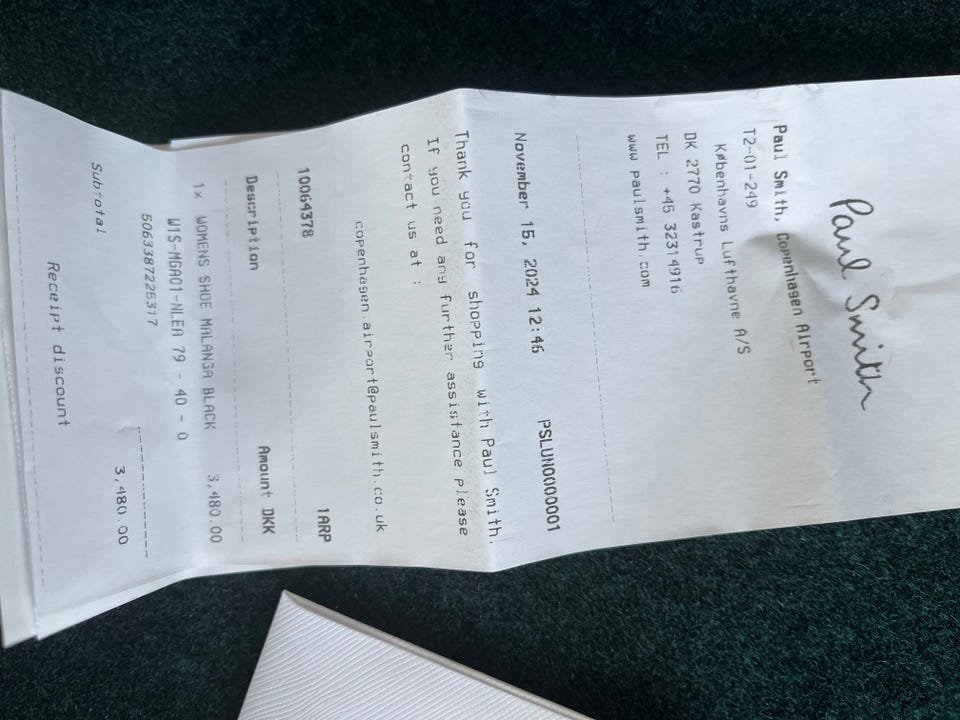 Paul Smith
Paul Smith, Copenhagen Airport
T2-01-249
Københavns Lufthavne A/S
DK 2770 Kastrup
TEL : +45 32314916
www paulsmith.com
November 15, 2024 12:46 PSLUN0000001
Thank you for shopping with Paul Smith.
If you need any further assistance please
contact us at :
copenhagen.airport@paulsmith.co.uk
10064378 1ARP
Description Amount DKK
1x WOMENS SHOE MALANGA BLACK 3,480.00
W1S-MGA01-NLEA 79 - 40 - 0
5063387225317
Subtotal 3,480.00
Receipt discount